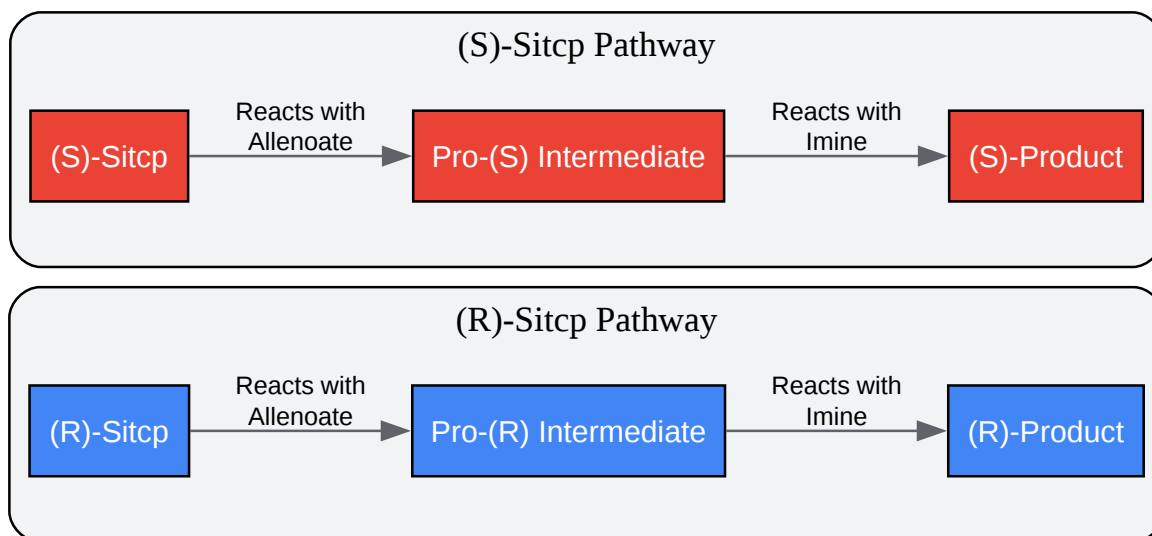 (S)-Sitcp Pathway
Reacts with
Allenoate
Reacts with
Imine
(S)-Sitcp
Pro-(S) Intermediate
(S)-Product
(R)-Sitcp Pathway
Reacts with
Allenoate
Reacts with
Imine
(R)-Sitcp
Pro-(R) Intermediate
(R)-Product